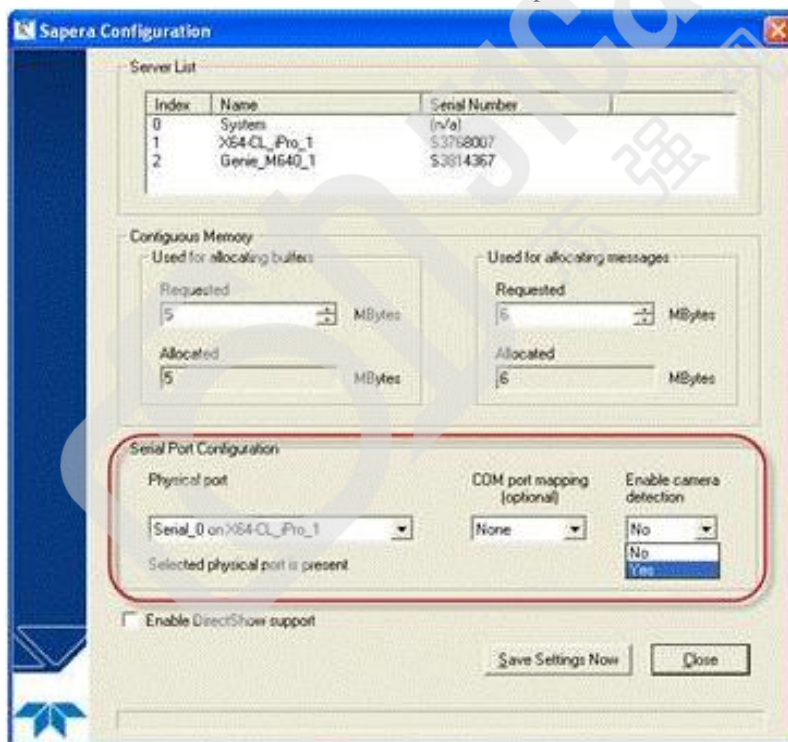 Sapera Configuration
Server List
Index Name Serial Number
0 System (n/a)
1 X64-CL_iPro_1 S3768007
2 Genie_M640_1 S3814367
Contiguous Memory
Used for allocating buffers Used for allocating messages
Requested Requested
5 MBytes 6 MBytes
Allocated Allocated
5 MBytes 6 MBytes
Serial Port Configuration
Physical port COM port mapping (optional) Enable camera detection
Serial_0 on X64-CL_iPro_1 None No
Selected physical port is present No
Yes
Enable DirectShow support
Save Settings Now Close